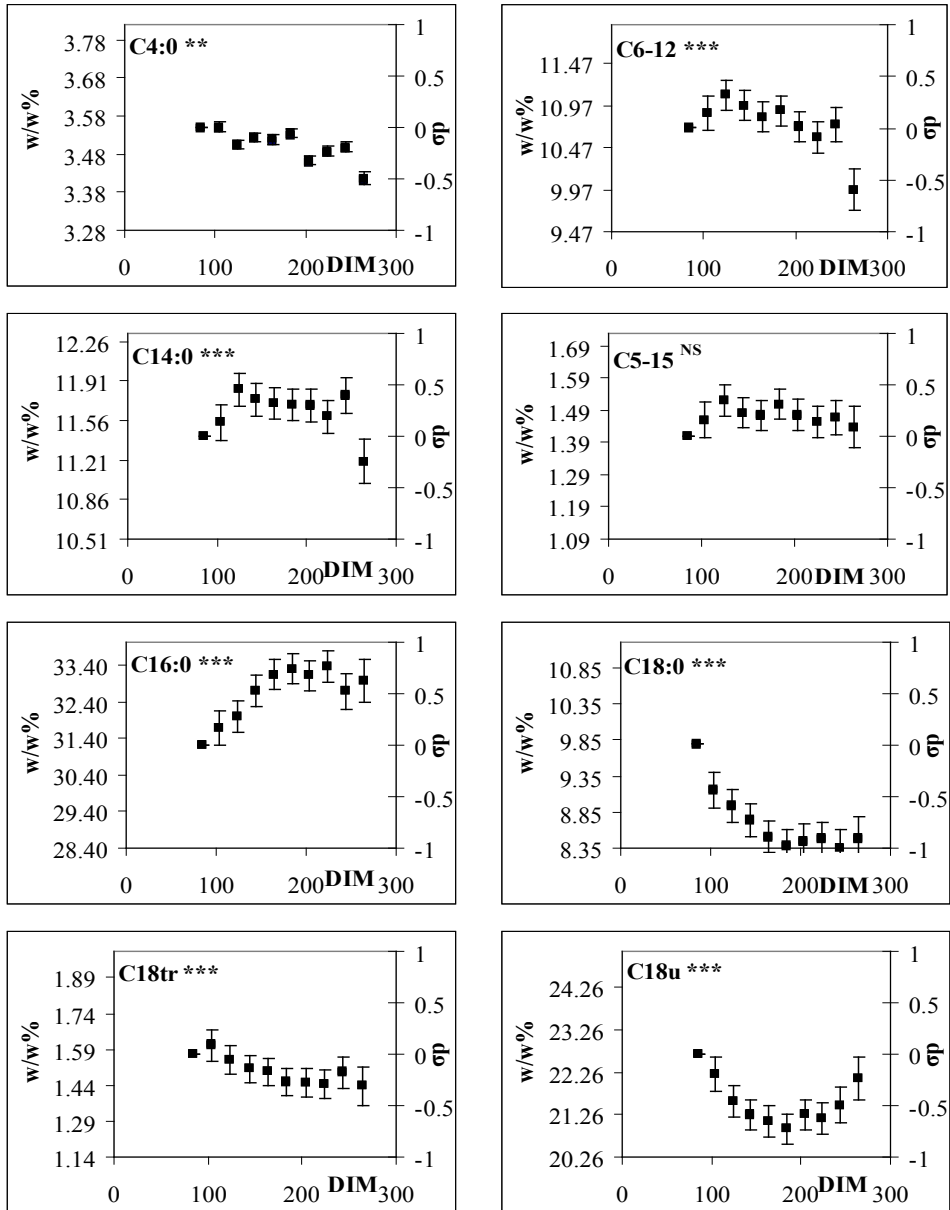 C4:0 **
w/w%
3.78
3.68
3.58
3.48
3.38
3.28
1
0.5
0
-0.5
-1
σp
0 100 200 DIM 300
C6-12 ***
w/w%
11.47
10.97
10.47
9.97
9.47
1
0.5
0
-0.5
-1
σp
0 100 200 DIM 300
C14:0 ***
w/w%
12.26
11.91
11.56
11.21
10.86
10.51
1
0.5
0
-0.5
-1
σp
0 100 200 DIM 300
C5-15 NS
w/w%
1.69
1.59
1.49
1.39
1.29
1.19
1.09
1
0.5
0
-0.5
-1
σp
0 100 200 DIM 300
C16:0 ***
w/w%
33.40
32.40
31.40
30.40
29.40
28.40
1
0.5
0
-0.5
-1
σp
0 100 200 DIM 300
C18:0 ***
w/w%
10.85
10.35
9.85
9.35
8.85
8.35
1
0.5
0
-0.5
-1
σp
0 100 200 DIM 300
C18tr ***
w/w%
1.89
1.74
1.59
1.44
1.29
1.14
1
0.5
0
-0.5
-1
σp
0 100 200 DIM 300
C18u ***
w/w%
24.26
23.26
22.26
21.26
20.26
1
0.5
0
-0.5
-1
σp
0 100 200 DIM 300